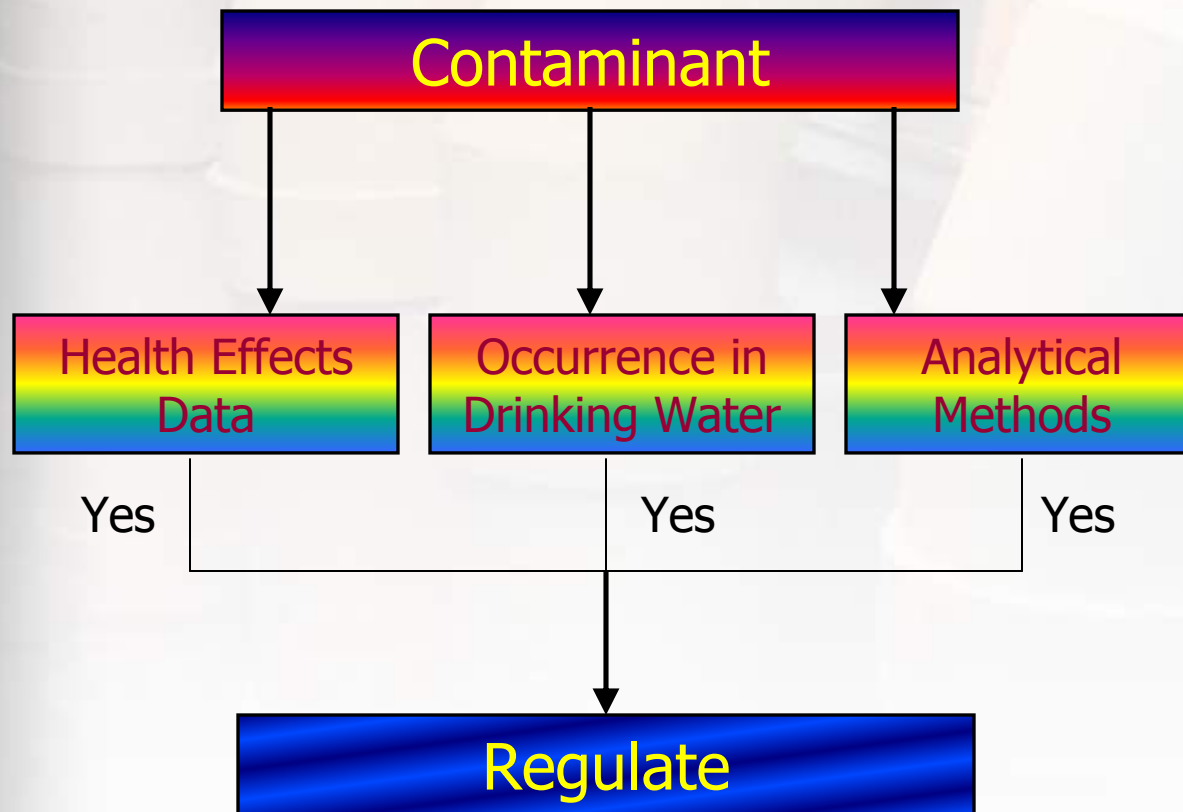 Contaminant
Health Effects
Data
Occurrence in
Drinking Water
Analytical
Methods
Yes
Yes
Yes
Regulate